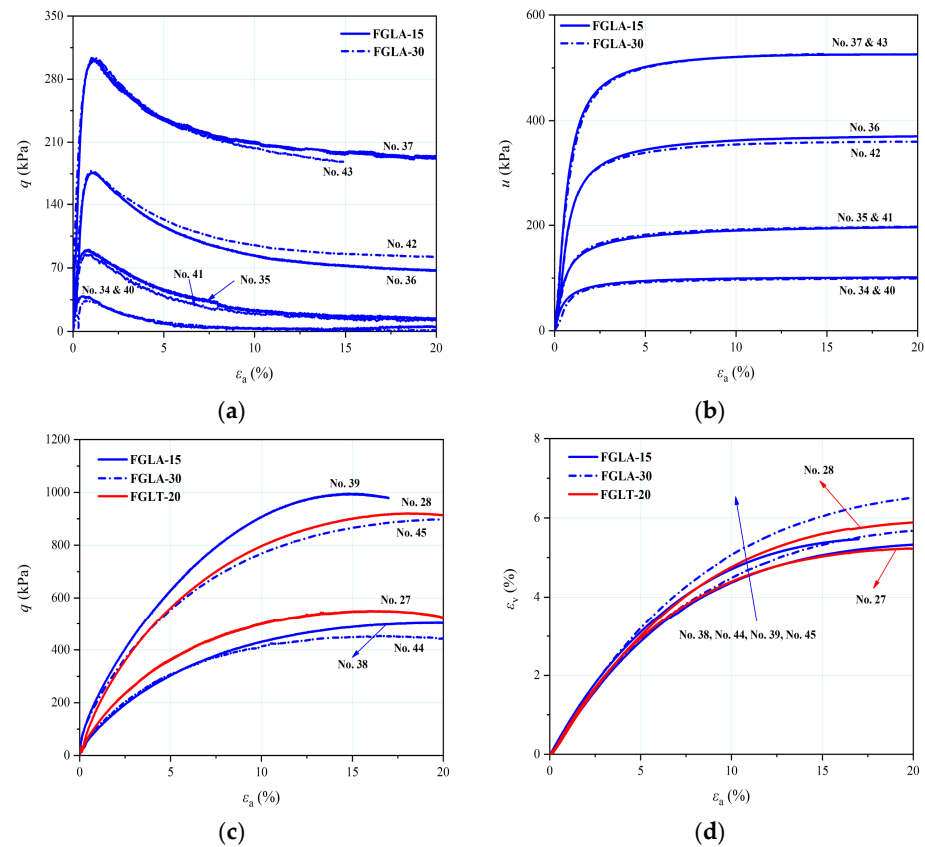 350
280
210
140
70
0
q (kPa)
FGLA-15
FGLA-30
No. 37
No. 43
No. 42
No. 36
No. 41
No. 35
No. 34 & 40
0 5 10 15 20
εa (%)
(a)
600
400
200
0
u (kPa)
FGLA-15
FGLA-30
No. 37 & 43
No. 36
No. 42
No. 35 & 41
No. 34 & 40
0 5 10 15 20
εa (%)
(b)
1200
1000
800
600
400
200
0
q (kPa)
FGLA-15
FGLA-30
FGLT-20
No. 39
No. 28
No. 45
No. 27
No. 38
No. 44
0 5 10 15 20
εa (%)
(c)
8
6
4
2
0
εv (%)
FGLA-15
FGLA-30
FGLT-20
No. 28
No. 27
No. 38, No. 44, No. 39, No. 45
0 5 10 15 20
εa (%)
(d)